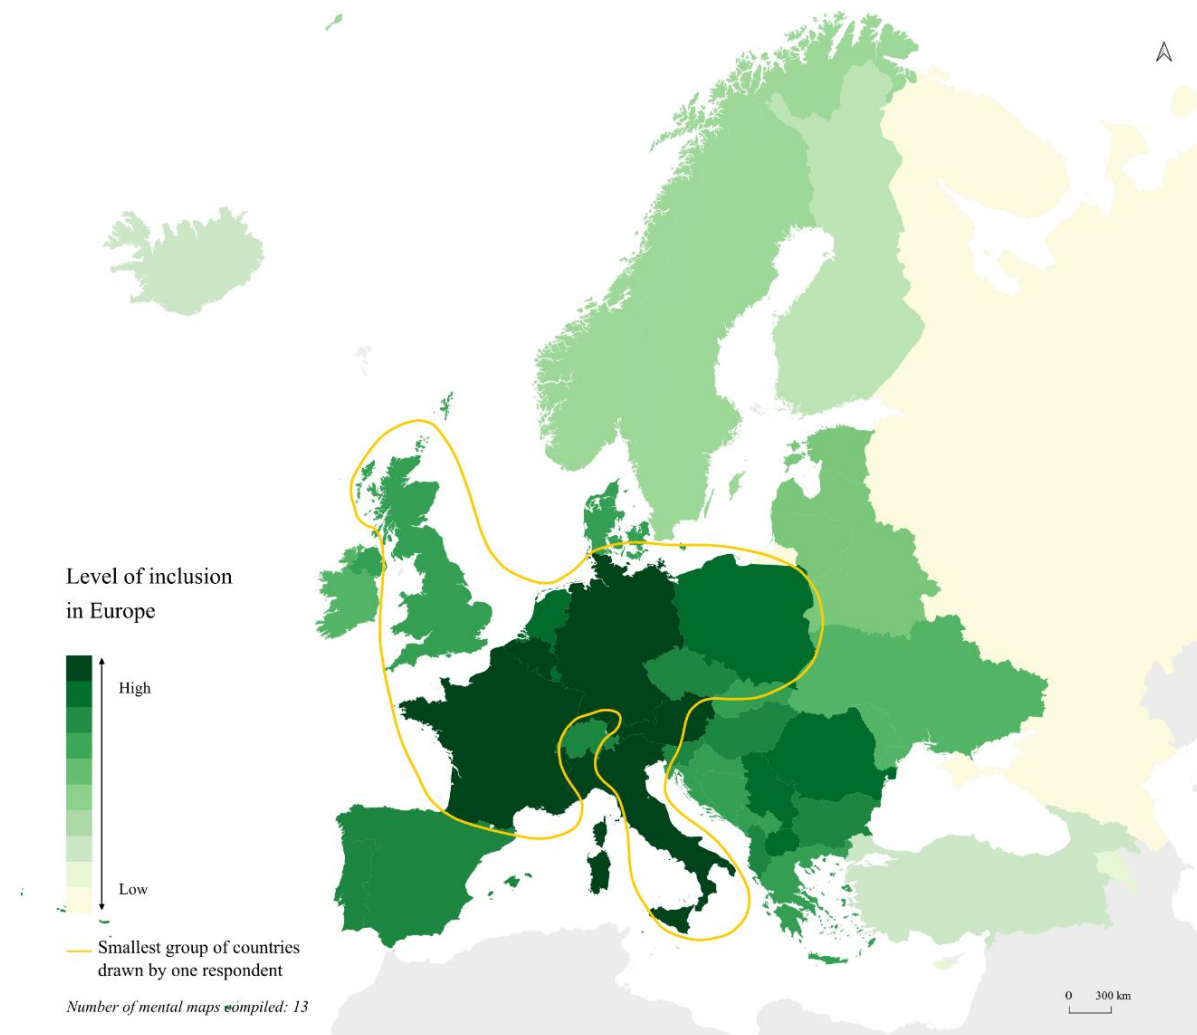 Level of inclusion
in Europe
High
Low
Smallest group of countries
drawn by one respondent
Number of mental maps compiled: 13
0 300 km